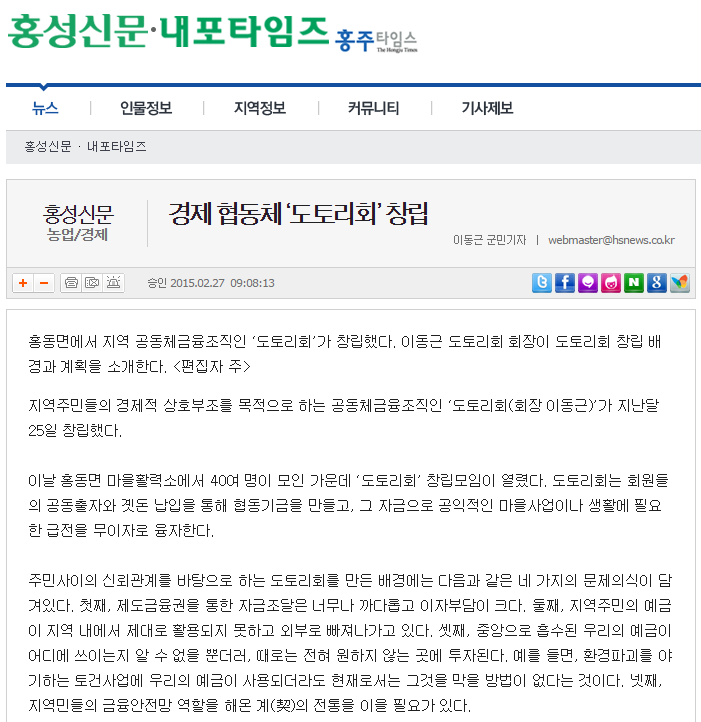 홍성신문·내포타임즈 홍주타임스
The Hongju Times
뉴스 | 인물정보 | 지역정보 | 커뮤니티 | 기사제보
홍성신문 · 내포타임즈
홍성신문
농업/경제
경제 협동체 ‘도토리회’ 창립
이동근 군민기자 | webmaster@hsnews.co.kr
승인 2015.02.27 09:08:13
홍동면에서 지역 공동체금융조직인 ‘도토리회’가 창립했다. 이동근 도토리회 회장이 도토리회 창립 배
경과 계획을 소개한다. <편집자 주>
지역주민들의 경제적 상호부조를 목적으로 하는 공동체금융조직인 ‘도토리회(회장 이동근)’가 지난달
25일 창립했다.
이날 홍동면 마을활력소에서 40여 명이 모인 가운데 ‘도토리회’ 창립모임이 열렸다. 도토리회는 회원들
의 공동출자와 곗돈 납입을 통해 협동기금을 만들고, 그 자금으로 공익적인 마을사업이나 생활에 필요
한 급전을 무이자로 융자한다.
주민사이의 신뢰관계를 바탕으로 하는 도토리회를 만든 배경에는 다음과 같은 네 가지의 문제의식이 담
겨있다. 첫째, 제도금융권을 통한 자금조달은 너무나 까다롭고 이자부담이 크다. 둘째, 지역주민의 예금
이 지역 내에서 제대로 활용되지 못하고 외부로 빠져나가고 있다. 셋째, 중앙으로 흡수된 우리의 예금이
어디에 쓰이는지 알 수 없을 뿐더러, 때로는 전혀 원하지 않는 곳에 투자된다. 예를 들면, 환경파괴를 야
기하는 토건사업에 우리의 예금이 사용되더라도 현재로서는 그것을 막을 방법이 없다는 것이다. 넷째,
지역민들의 금융안전망 역할을 해온 계(契)의 전통을 이을 필요가 있다.